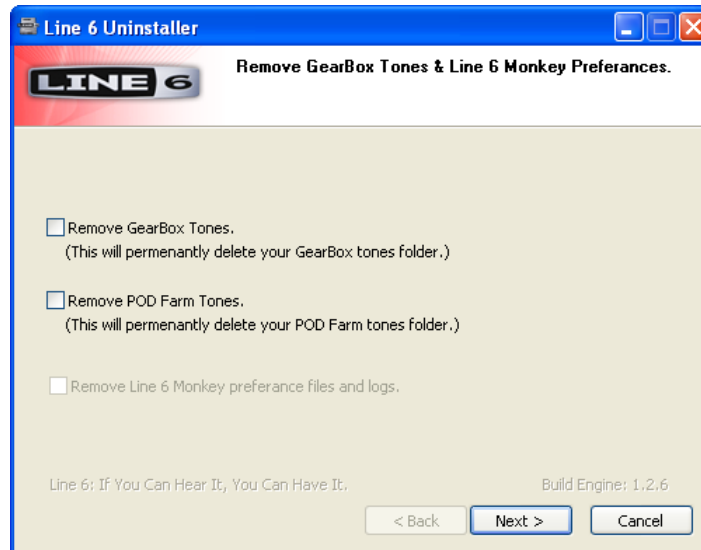 Line 6 Uninstaller
LINE 6
Remove GearBox Tones & Line 6 Monkey Preferances.
Remove GearBox Tones.
(This will permenantly delete your GearBox tones folder.)
Remove POD Farm Tones.
(This will permenantly delete your POD Farm tones folder.)
Remove Line 6 Monkey preferance files and logs.
Line 6: If You Can Hear It, You Can Have It.
Build Engine: 1.2.6
< Back
Next >
Cancel